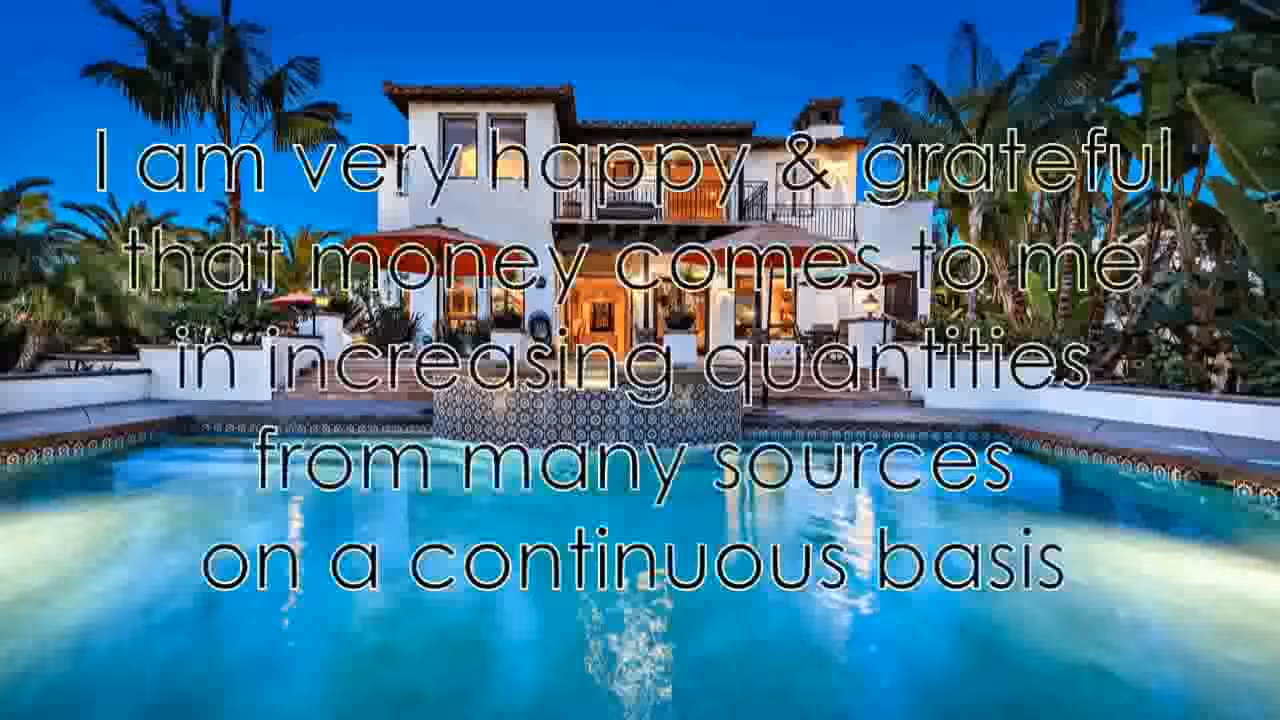 I am very happy & grateful
that money comes to me
in increasing quantities
from many sources
on a continuous basis